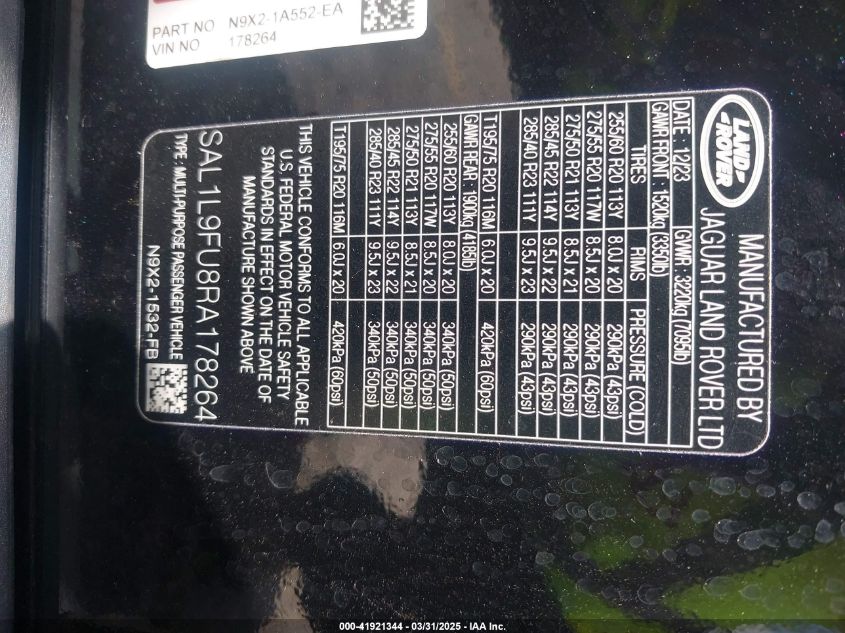 PART NO N9X2-1A552-EA
VIN NO 178264
LAND
ROVER
MANUFACTURED BY
JAGUAR LAND ROVER LTD
DATE : 12/23 GVWR : 3220kg (7095lb)
GAWR FRONT : 1520kg (3350lb)
TIRES RIMS PRESSURE (COLD)
255/60 R20 113Y 8.0J x 20 290kPa (43psi)
275/55 R20 117W 8.5J x 20 290kPa (43psi)
275/50 R21 113Y 8.5J x 21 290kPa (43psi)
285/45 R22 114Y 9.5J x 22 290kPa (43psi)
285/40 R23 111Y 9.5J x 23 290kPa (43psi)
T195/75 R20 116M 6.0J x 20 420kPa (60psi)
GAWR REAR : 1900kg (4185lb)
255/60 R20 113Y 8.0J x 20 340kPa (50psi)
275/55 R20 117W 8.5J x 20 340kPa (50psi)
275/50 R21 113Y 8.5J x 21 340kPa (50psi)
285/45 R22 114Y 9.5J x 22 340kPa (50psi)
285/40 R23 111Y 9.5J x 23 340kPa (50psi)
T195/75 R20 116M 6.0J x 20 420kPa (60psi)
THIS VEHICLE CONFORMS TO ALL APPLICABLE
U.S. FEDERAL MOTOR VEHICLE SAFETY
STANDARDS IN EFFECT ON THE DATE OF
MANUFACTURE SHOWN ABOVE
SAL1L9FU8RA178264
TYPE : MULTI-PURPOSE PASSENGER VEHICLE
N9X2-1532-FB
000-41921344 - 03/31/2025 - IAA Inc.